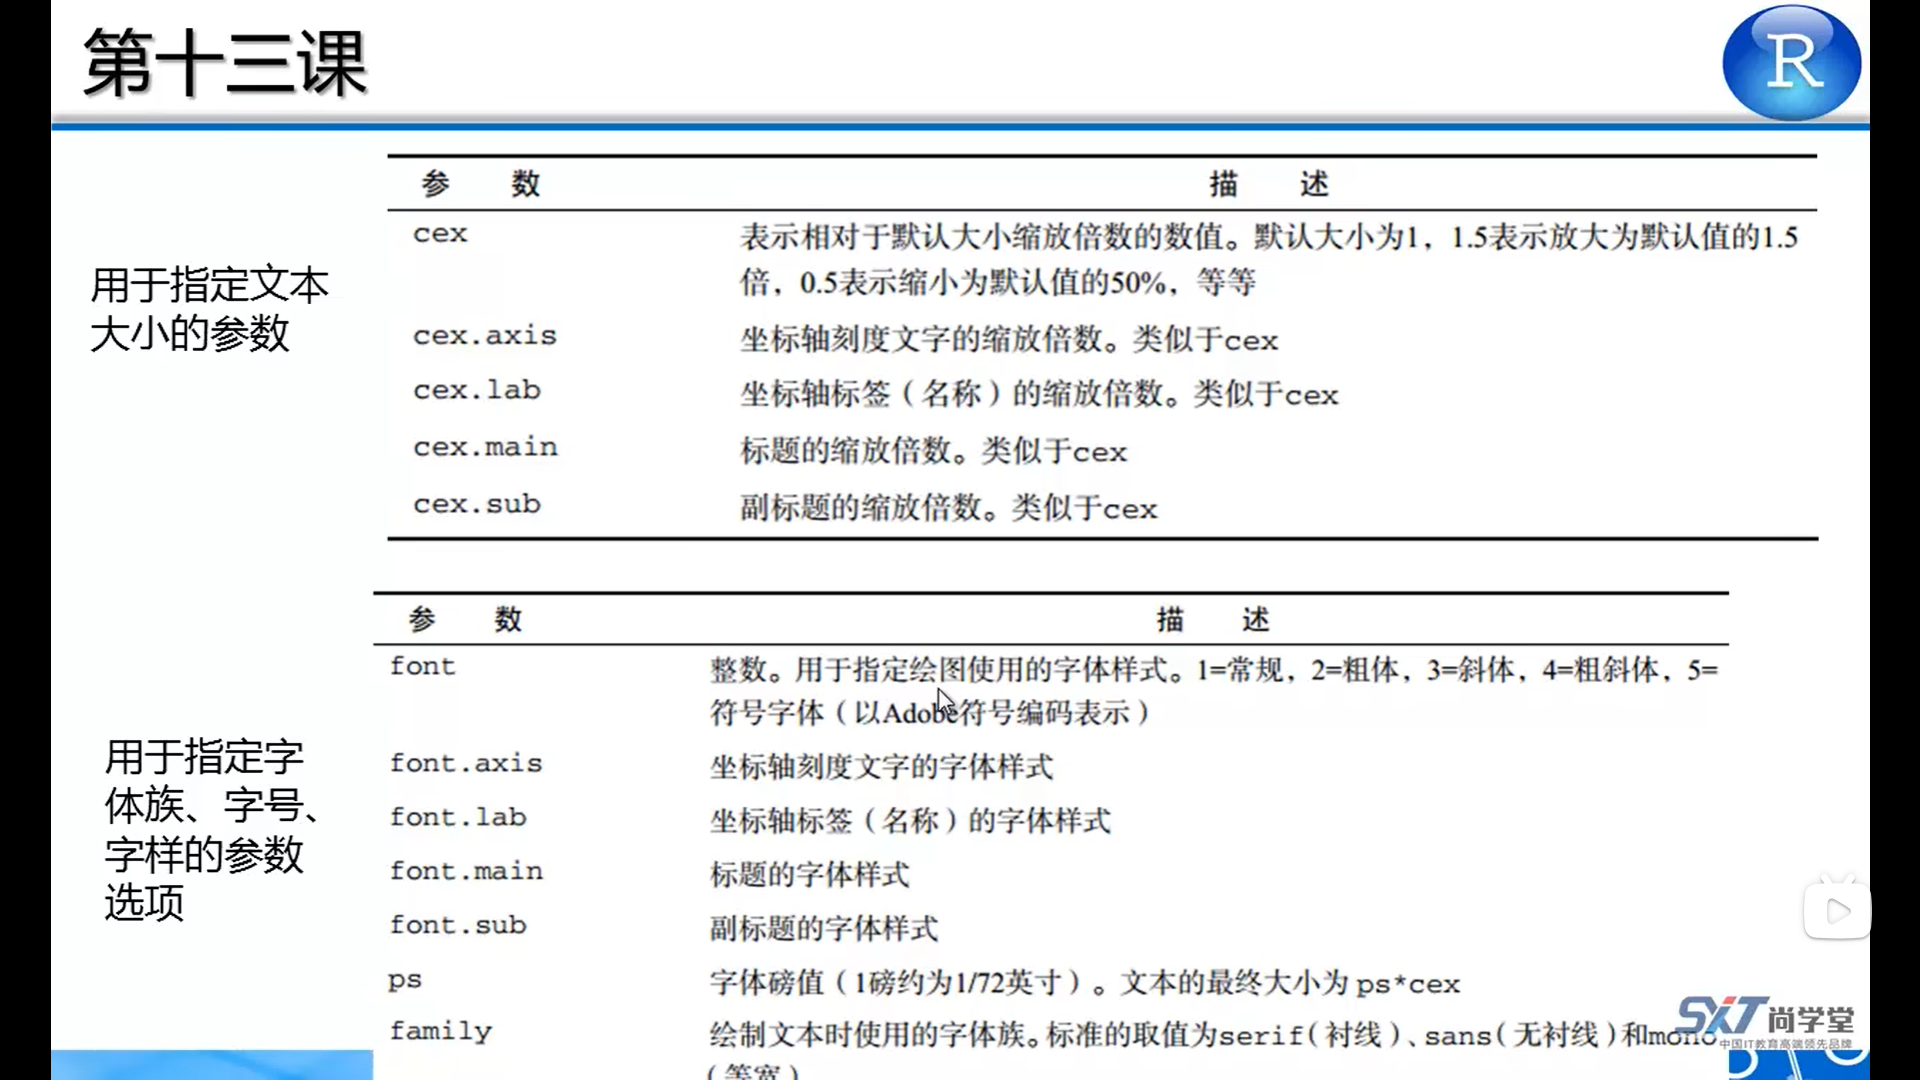 第十三课
R
参 数 描 述
用于指定文本
大小的参数
cex 表示相对于默认大小缩放倍数的数值。默认大小为1，1.5表示放大为默认值的1.5
倍，0.5表示缩小为默认值的50%，等等
cex.axis 坐标轴刻度文字的缩放倍数。类似于cex
cex.lab 坐标轴标签（名称）的缩放倍数。类似于cex
cex.main 标题的缩放倍数。类似于cex
cex.sub 副标题的缩放倍数。类似于cex
参 数 描 述
用于指定字
体族、字号、
字样的参数
选项
font 整数。用于指定绘图使用的字体样式。1=常规，2=粗体，3=斜体，4=粗斜体，5=
符号字体（以Adobe符号编码表示）
font.axis 坐标轴刻度文字的字体样式
font.lab 坐标轴标签（名称）的字体样式
font.main 标题的字体样式
font.sub 副标题的字体样式
ps 字体磅值（1磅约为1/72英寸）。文本的最终大小为 ps*cex
family 绘制文本时使用的字体族。标准的取值为serif（衬线）、sans（无衬线）和mono
（等宽）
SXT 尚学堂
中国IT教育高端领先品牌